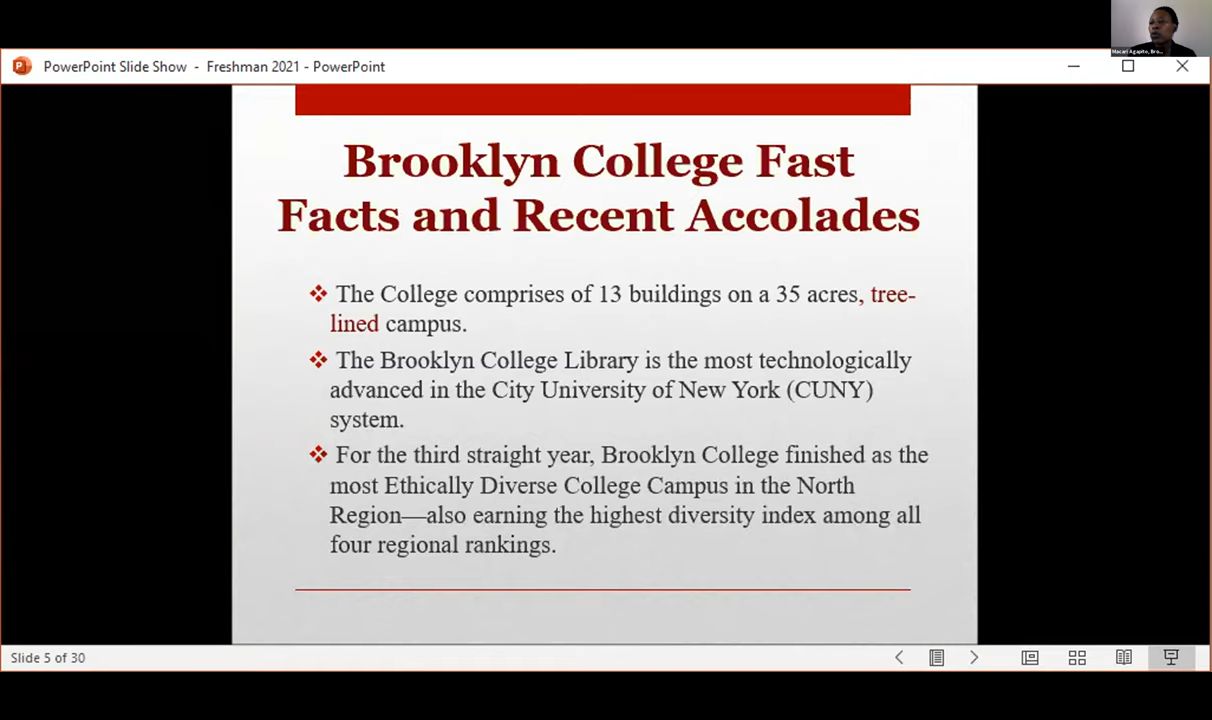 Macari Agapito, Bro...
PowerPoint Slide Show - Freshman 2021 - PowerPoint
Brooklyn College Fast
Facts and Recent Accolades
The College comprises of 13 buildings on a 35 acres, tree-
lined campus.
The Brooklyn College Library is the most technologically
advanced in the City University of New York (CUNY)
system.
For the third straight year, Brooklyn College finished as the
most Ethically Diverse College Campus in the North
Region—also earning the highest diversity index among all
four regional rankings.
Slide 5 of 30